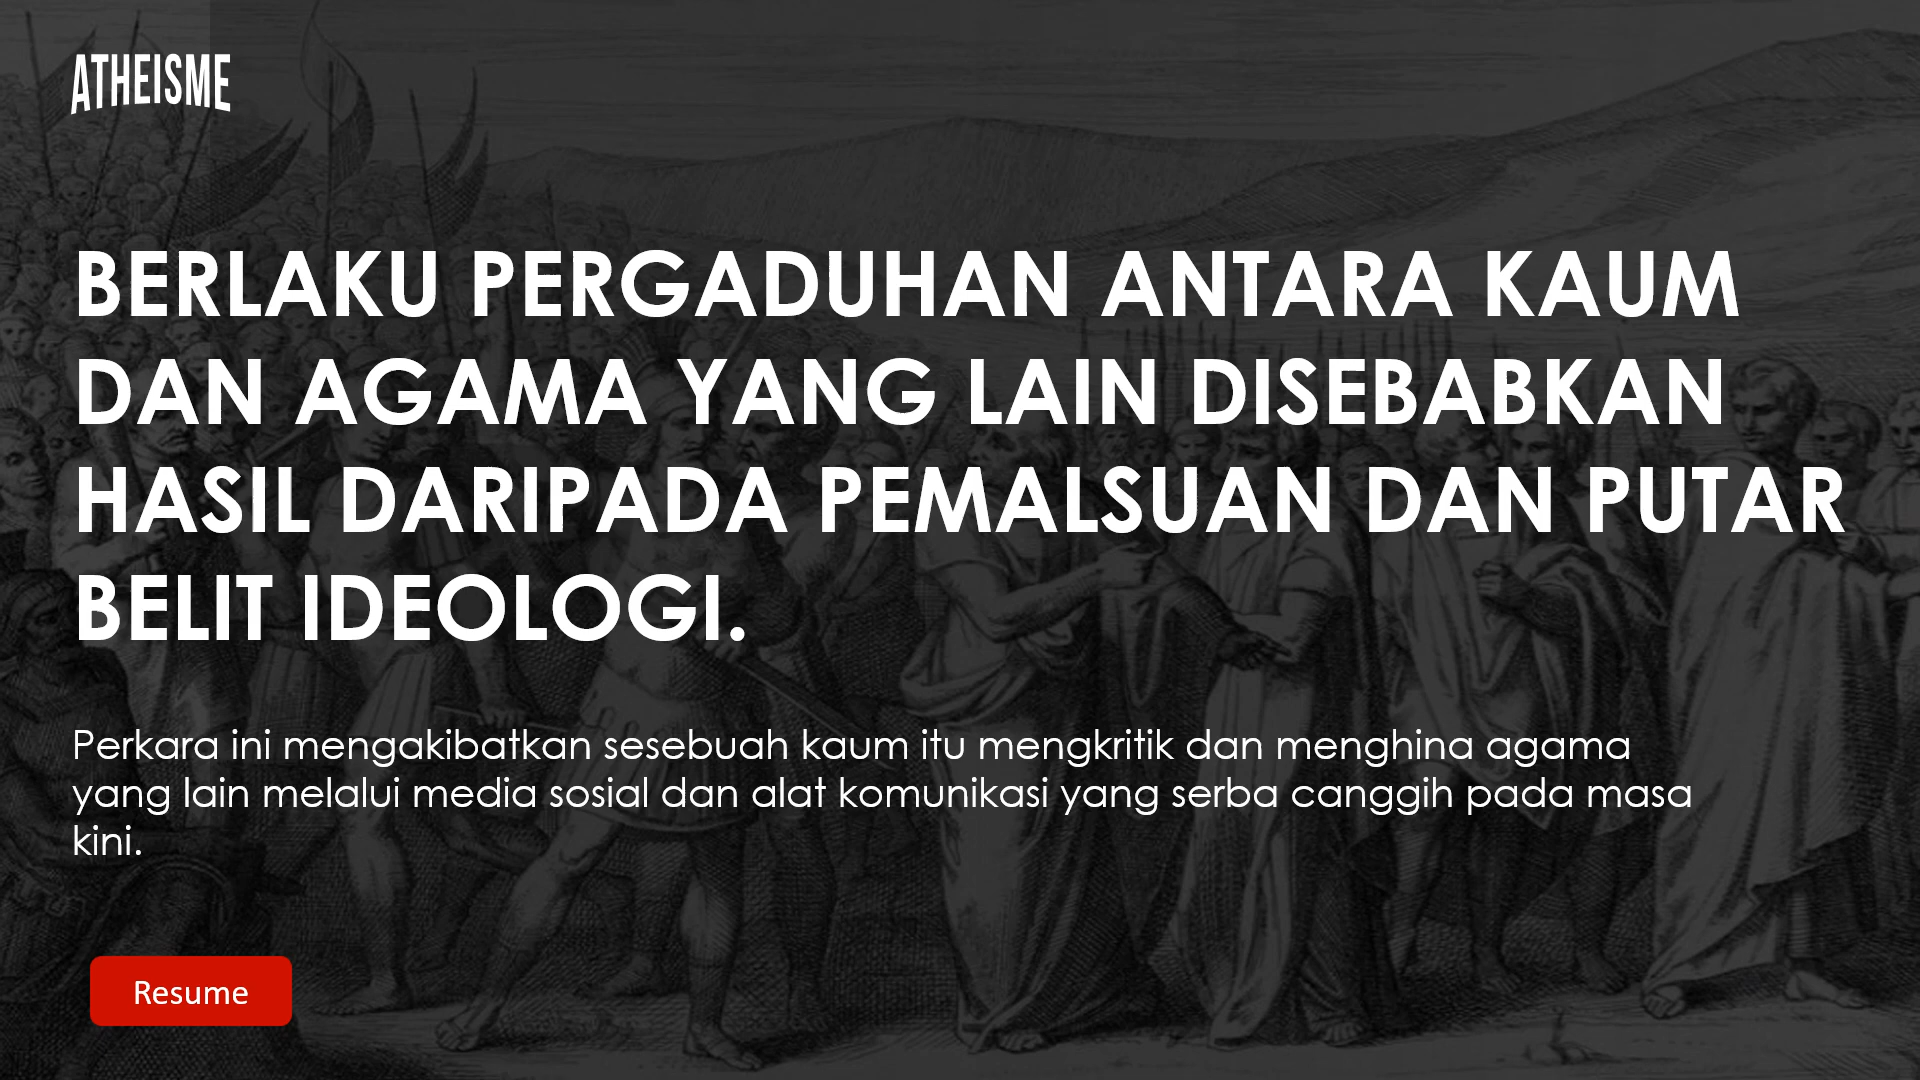 ATHEISME
BERLAKU PERGADUHAN ANTARA KAUM
DAN AGAMA YANG LAIN DISEBABKAN
HASIL DARIPADA PEMALSUAN DAN PUTAR
BELIT IDEOLOGI.
Perkara ini mengakibatkan sesebuah kaum itu mengkritik dan menghina agama
yang lain melalui media sosial dan alat komunikasi yang serba canggih pada masa
kini.
Resume